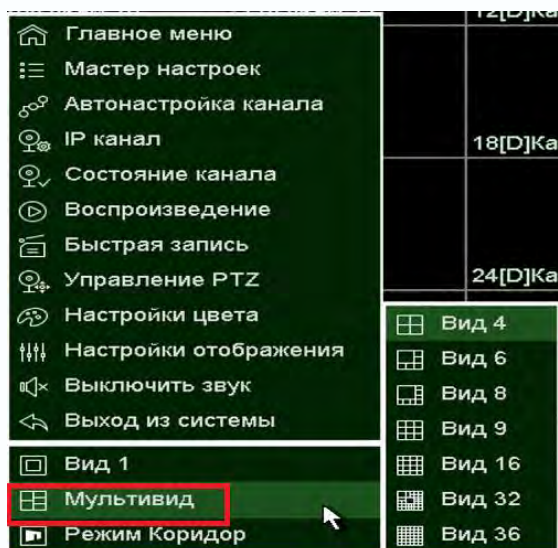 Главное меню
Мастер настроек
Автонастройка канала
IP канал
Состояние канала
Воспроизведение
Быстрая запись
Управление PTZ
Настройки цвета
Настройки отображения
Выключить звук
Выход из системы
Вид 1
Мультивид
Режим Коридор
18[D]Ка
24[D]Ка
Вид 4
Вид 6
Вид 8
Вид 9
Вид 16
Вид 32
Вид 36